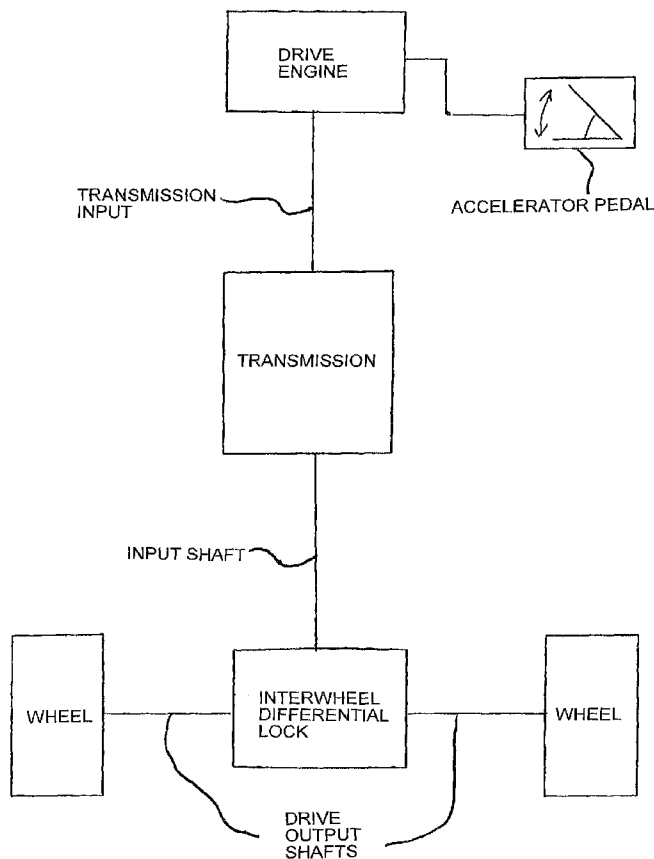 DRIVE
ENGINE
TRANSMISSION
INPUT
ACCELERATOR PEDAL
TRANSMISSION
INPUT SHAFT
WHEEL
INTERWHEEL
DIFFERENTIAL
LOCK
WHEEL
DRIVE
OUTPUT
SHAFTS